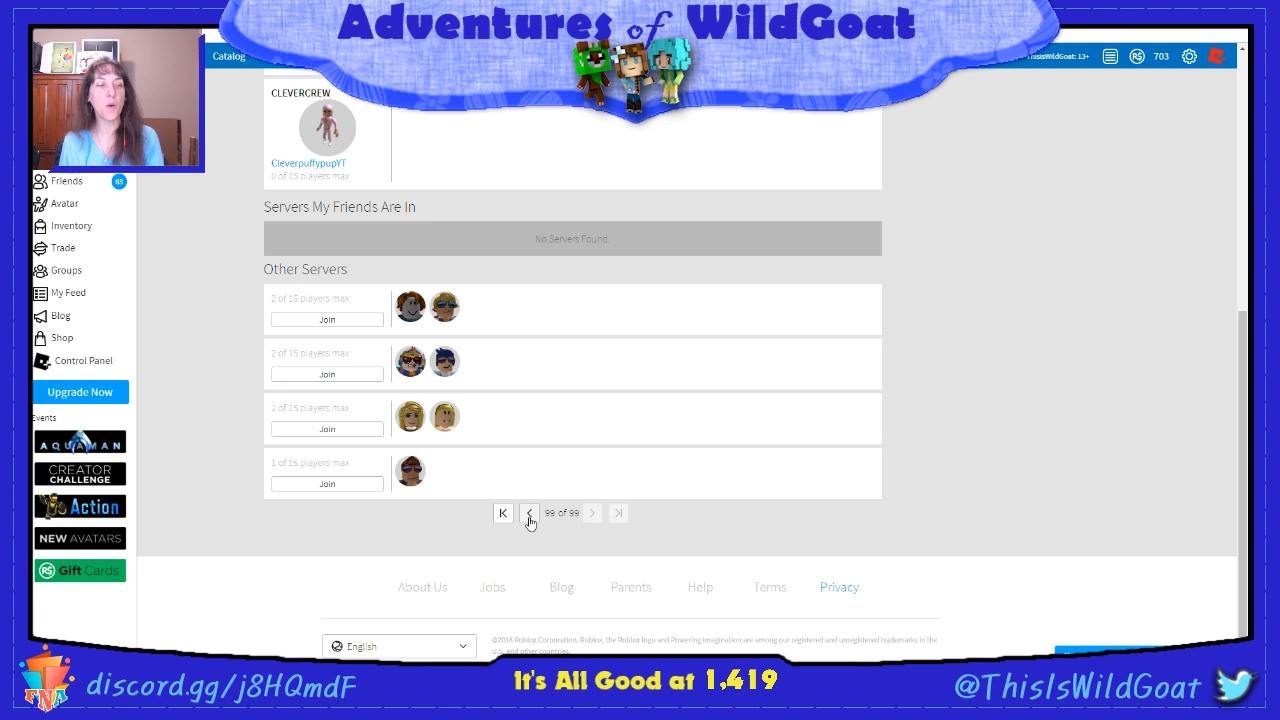 Adventures of WildGoat
Catalog
ThisIsWildGoat: 13+
703
CLEVERCREW
CleverpuffypupYT
0 of 15 players max
Friends
63
Avatar
Inventory
Trade
Groups
My Feed
Blog
Shop
Control Panel
Upgrade Now
Events
AQUAMAN
CREATOR
CHALLENGE
Action
NEW AVATARS
Gift Cards
Servers My Friends Are In
No Servers Found.
Other Servers
2 of 15 players max
Join
2 of 15 players max
Join
2 of 15 players max
Join
1 of 15 players max
Join
99 of 99
About Us Jobs Blog Parents Help Terms Privacy
English
©2018 Roblox Corporation. Roblox, the Roblox logo and Powering Imagination are among our registered and unregistered trademarks in the
U.S. and other countries.
FNA
discord.gg/j8HQmdF
It's All Good at 1,419
@ThisIsWildGoat